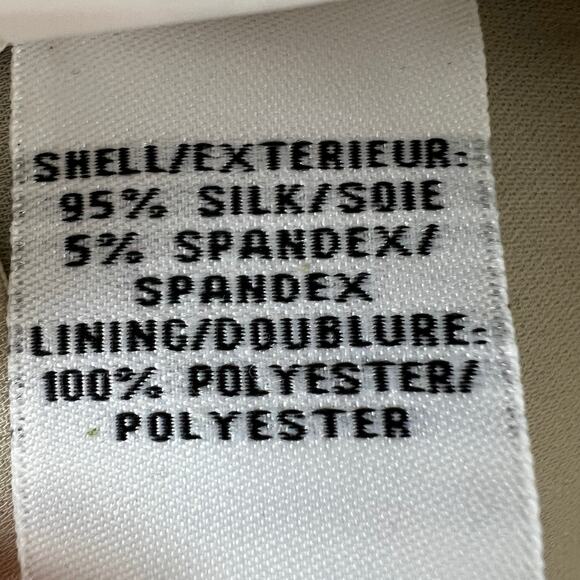 SHELL/EXTERIEUR:
95% SILK/SOIE
5% SPANDEX/
SPANDEX
LINING/DOUBLURE:
100% POLYESTER/
POLYESTER